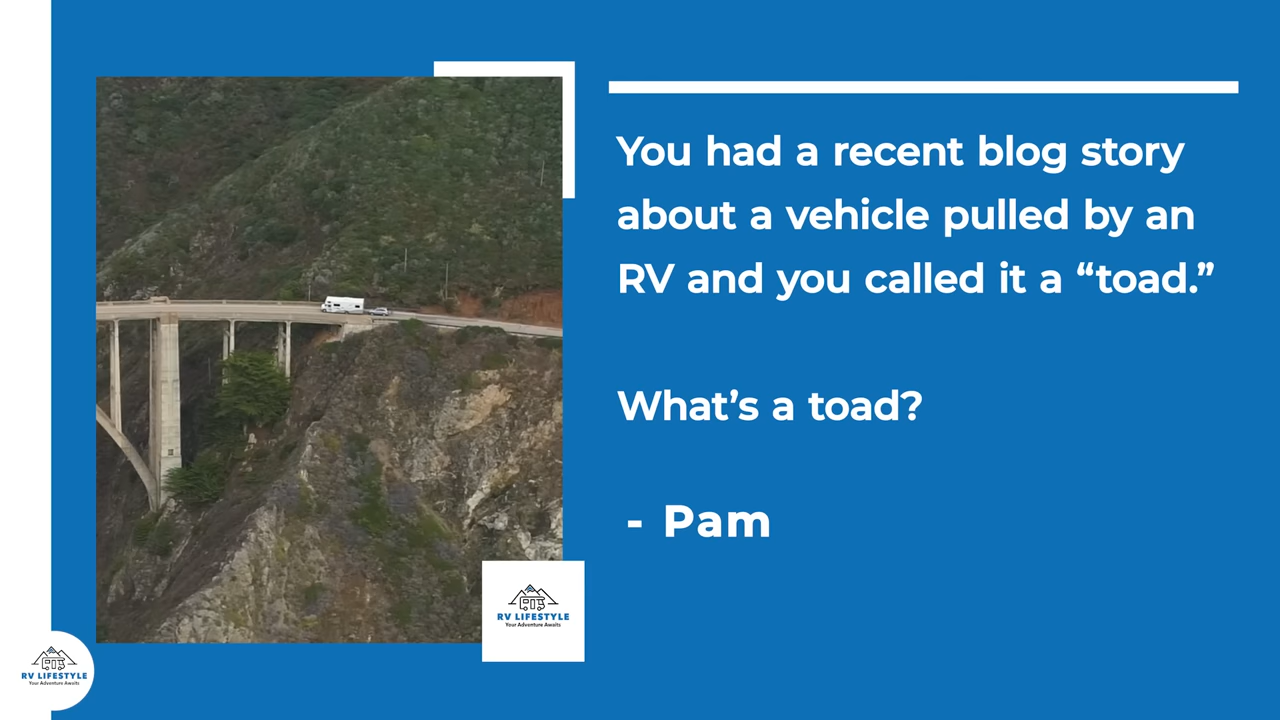 You had a recent blog story
about a vehicle pulled by an
RV and you called it a “toad.”
What’s a toad?
- Pam
RV LIFESTYLE
Your Adventure Awaits
RV LIFESTYLE
Your Adventure Awaits